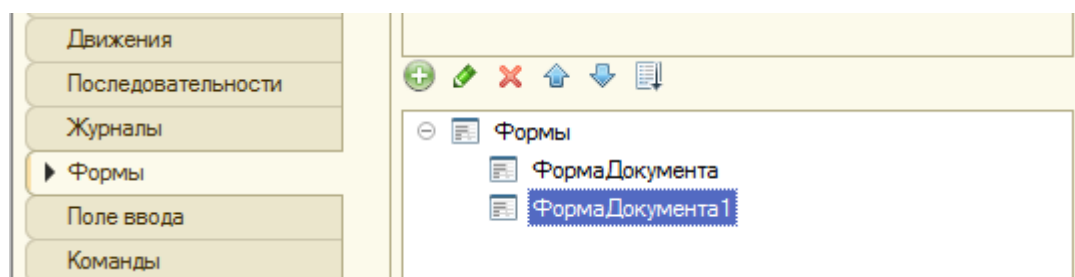 Движения
Последовательности
Журналы
Формы
Поле ввода
Команды
Формы
ФормаДокумента
ФормаДокумента1